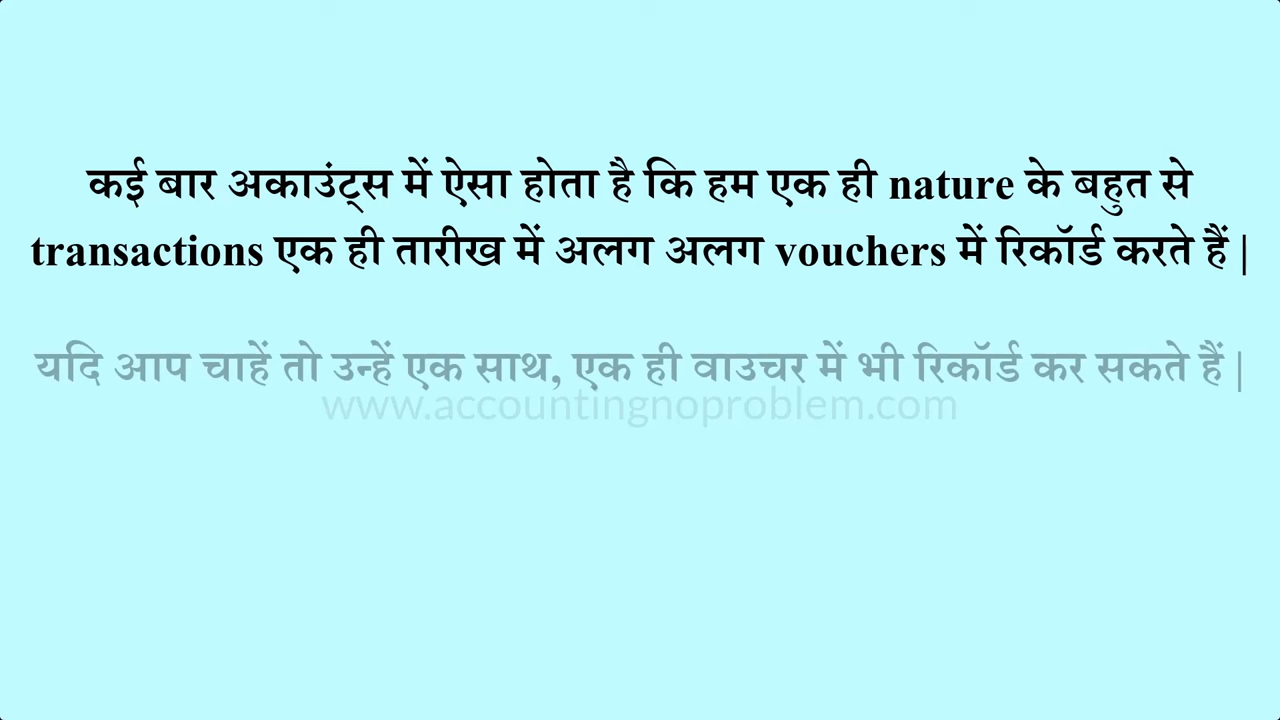 कई बार अकाउंट्स में ऐसा होता है कि हम एक ही nature के बहुत से
transactions एक ही तारीख में अलग अलग vouchers में रिकॉर्ड करते हैं |
यदि आप चाहें तो उन्हें एक साथ, एक ही वाउचर में भी रिकॉर्ड कर सकते हैं |
www.accountingnoproblem.com